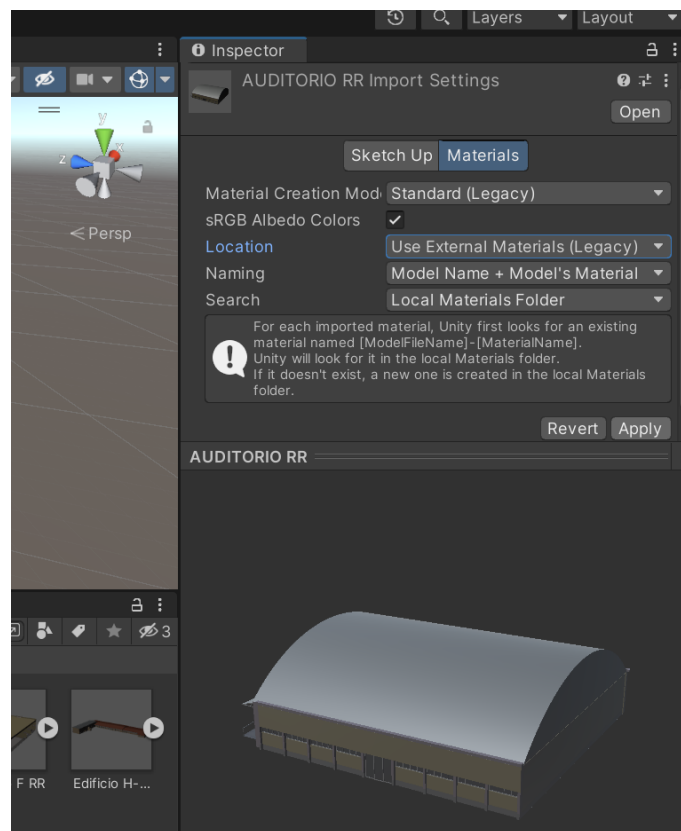 Layers
Layout
Inspector
AUDITORIO RR Import Settings
Open
Sketch Up
Materials
Material Creation Mod
Standard (Legacy)
sRGB Albedo Colors
Location
Use External Materials (Legacy)
Naming
Model Name + Model's Material
Search
Local Materials Folder
For each imported material, Unity first looks for an existing
material named [ModelFileName]-[MaterialName].
Unity will look for it in the local Materials folder.
If it doesn't exist, a new one is created in the local Materials
folder.
Revert
Apply
AUDITORIO RR
y
x
z
Persp
3
F RR
Edificio H-...